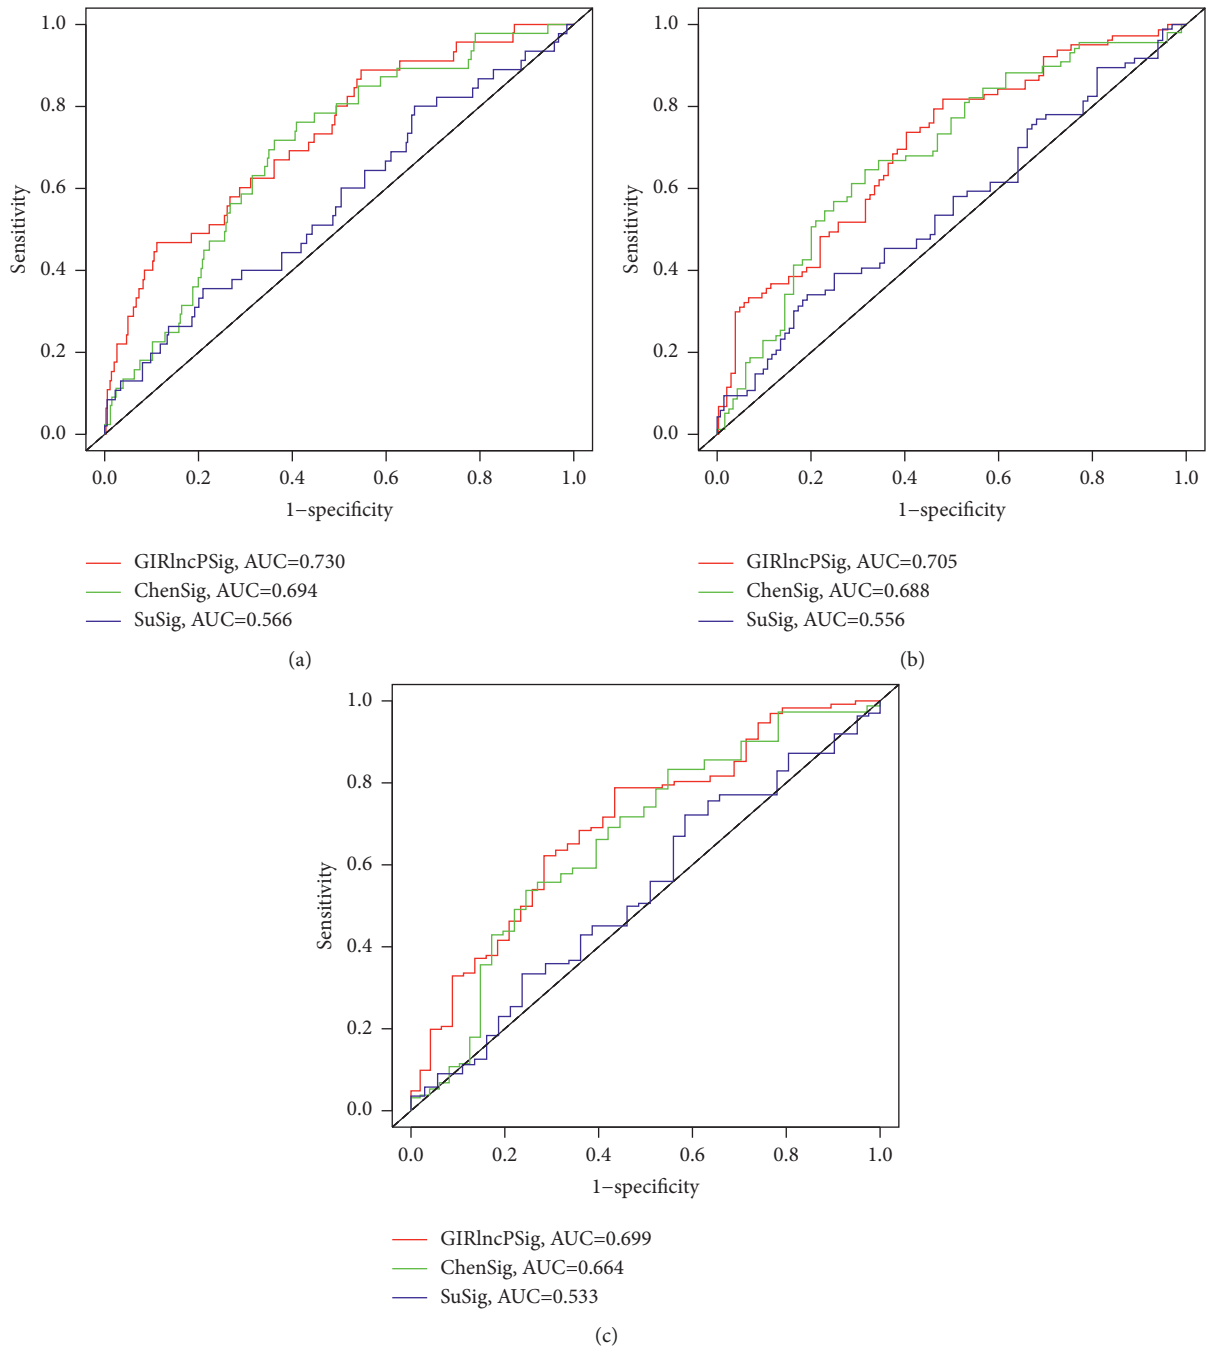 1.0
0.8
0.6
0.4
0.2
0.0
Sensitivity
0.0 0.2 0.4 0.6 0.8 1.0
1−specificity
GIRlncPSig, AUC=0.730
ChenSig, AUC=0.694
SuSig, AUC=0.566
(a)
1.0
0.8
0.6
0.4
0.2
0.0
Sensitivity
0.0 0.2 0.4 0.6 0.8 1.0
1−specificity
GIRlncPSig, AUC=0.705
ChenSig, AUC=0.688
SuSig, AUC=0.556
(b)
1.0
0.8
0.6
0.4
0.2
0.0
Sensitivity
0.0 0.2 0.4 0.6 0.8 1.0
1−specificity
GIRlncPSig, AUC=0.699
ChenSig, AUC=0.664
SuSig, AUC=0.533
(c)